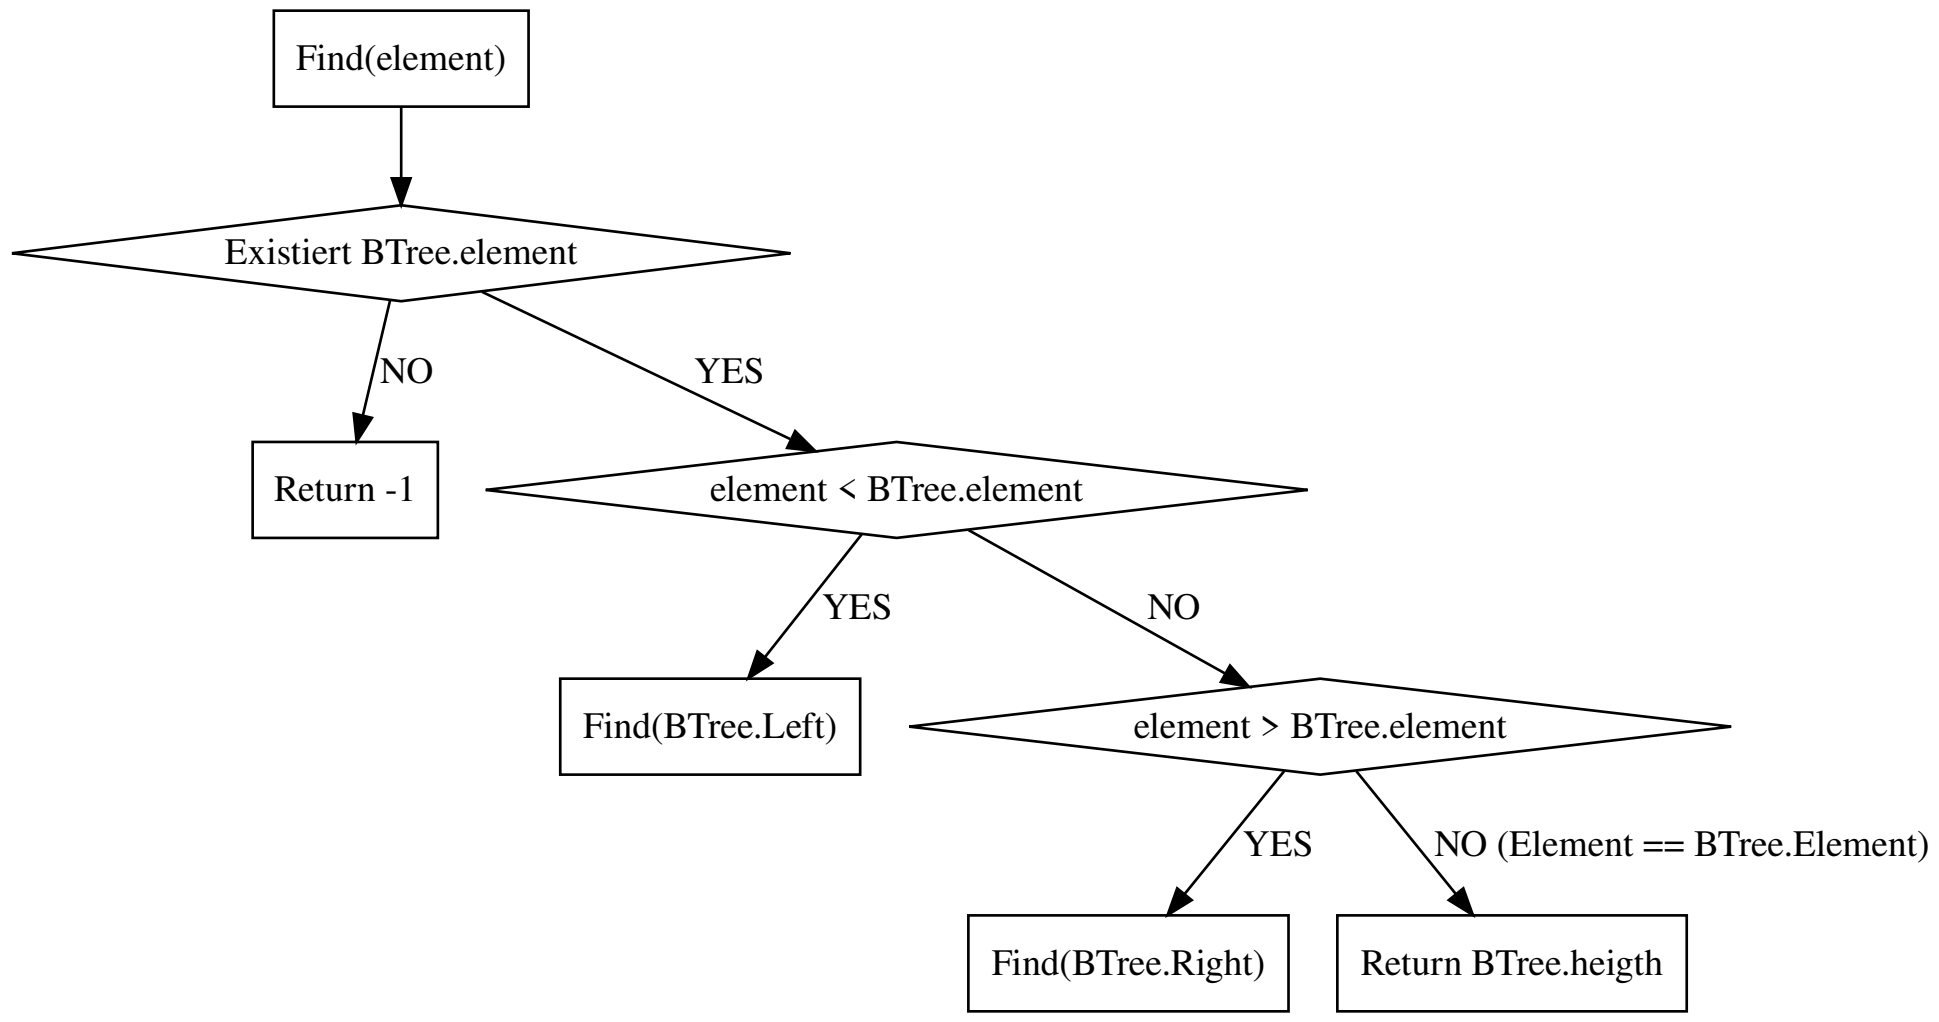 Find(element)
Existiert BTree.element
NO
YES
Return -1
element < BTree.element
YES
NO
Find(BTree.Left)
element > BTree.element
YES
NO (Element == BTree.Element)
Find(BTree.Right)
Return BTree.heigth